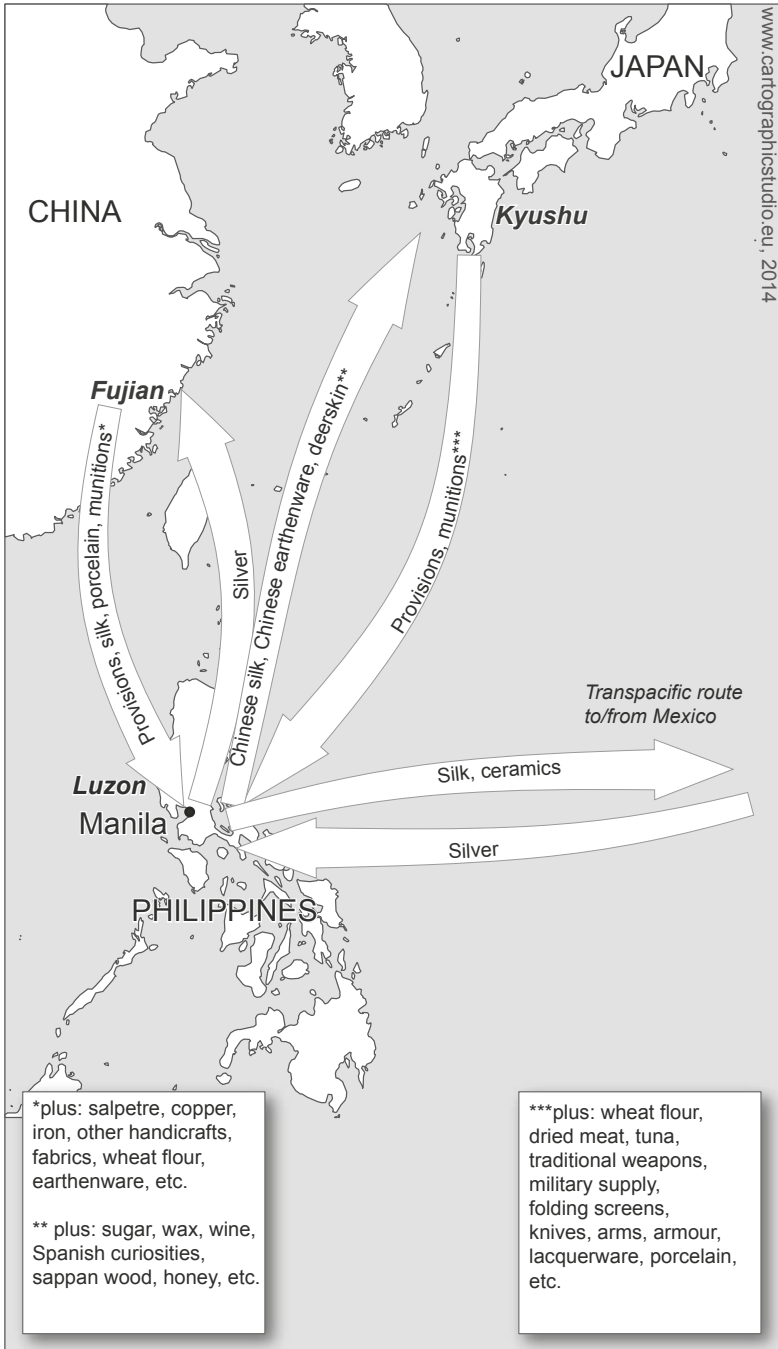 www.cartographicstudio.eu, 2014
JAPAN
CHINA
Kyushu
Fujian
Provisions, silk, porcelain, munitions*
Silver
Chinese silk, Chinese earthenware, deerskin**
Provisions, munitions***
Transpacific route
to/from Mexico
Silk, ceramics
Luzon
Manila
Silver
PHILIPPINES
*plus: salpetre, copper,
iron, other handicrafts,
fabrics, wheat flour,
earthenware, etc.
** plus: sugar, wax, wine,
Spanish curiosities,
sappan wood, honey, etc.
***plus: wheat flour,
dried meat, tuna,
traditional weapons,
military supply,
folding screens,
knives, arms, armour,
lacquerware, porcelain,
etc.